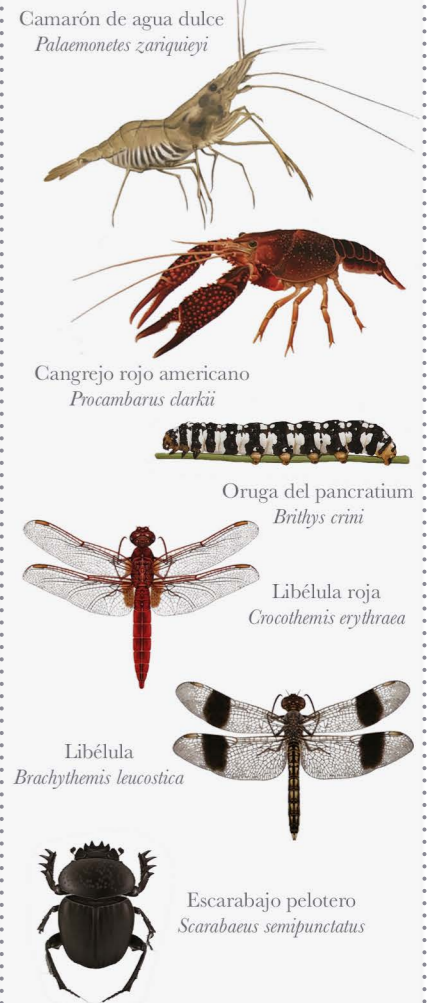 Camarón de agua dulce
Palaemonetes zariquieyi
Cangrejo rojo americano
Procambarus clarkii
Oruga del pancratium
Brithys crini
Libélula roja
Crocothemis erythraea
Libélula
Brachythemis leucostica
Escarabajo pelotero
Scarabaeus semipunctatus